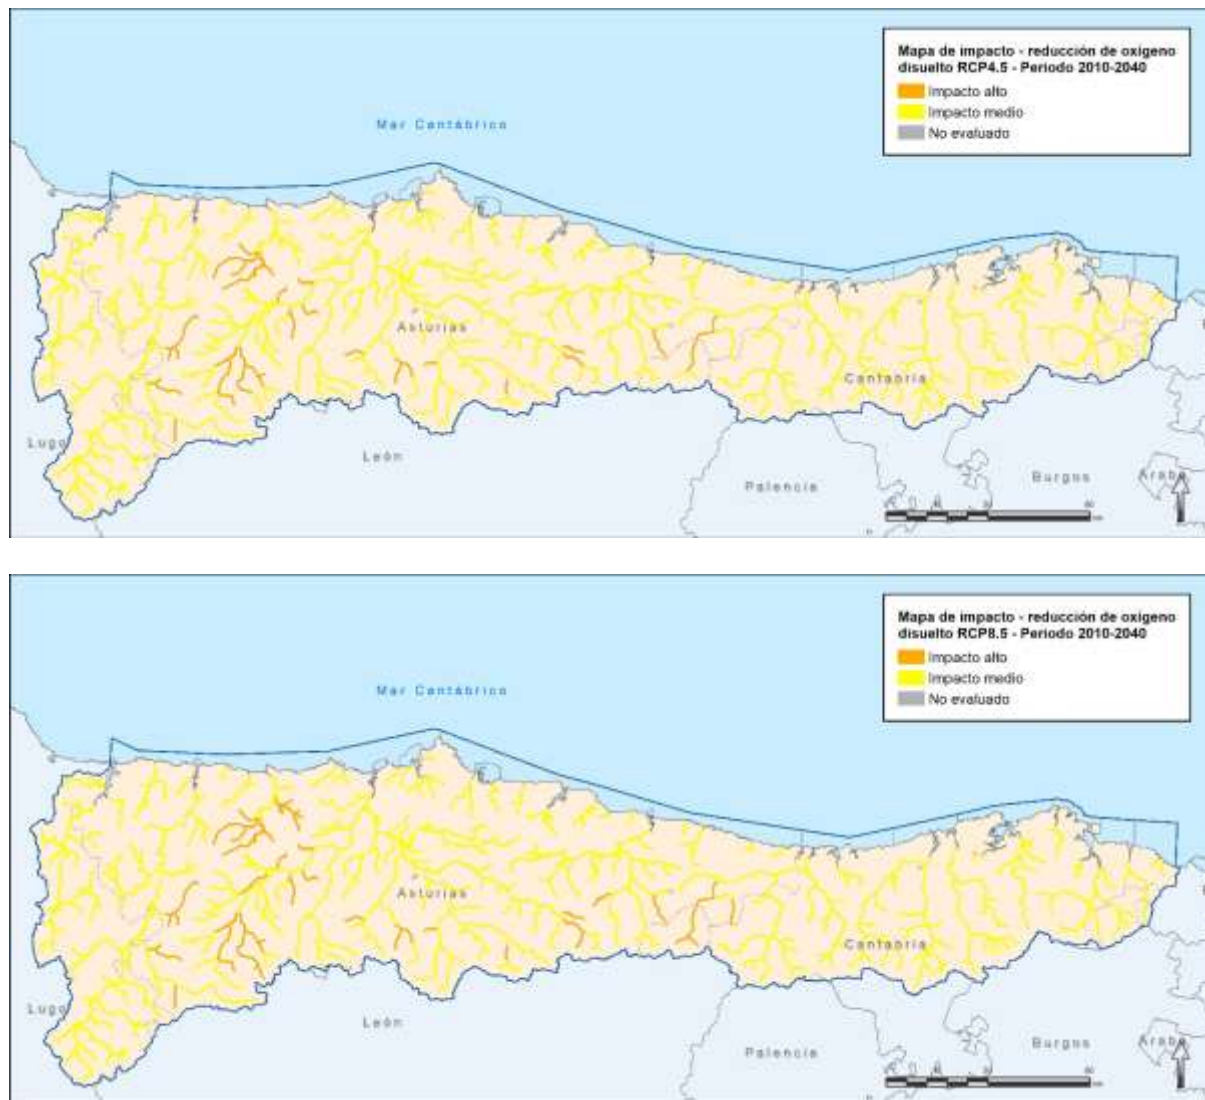 Mapa de impacto - reducción de oxígeno
disuelto RCP4.5 - Periodo 2010-2040
Impacto alto
Impacto medio
No evaluado
Mar Cantábrico
Asturias
Cantabria
Lugo
León
Palencia
Burgos
Araba
Mapa de impacto - reducción de oxígeno
disuelto RCP8.5 - Periodo 2010-2040
Impacto alto
Impacto medio
No evaluado
Mar Cantábrico
Asturias
Cantabria
Lugo
León
Palencia
Burgos
Araba